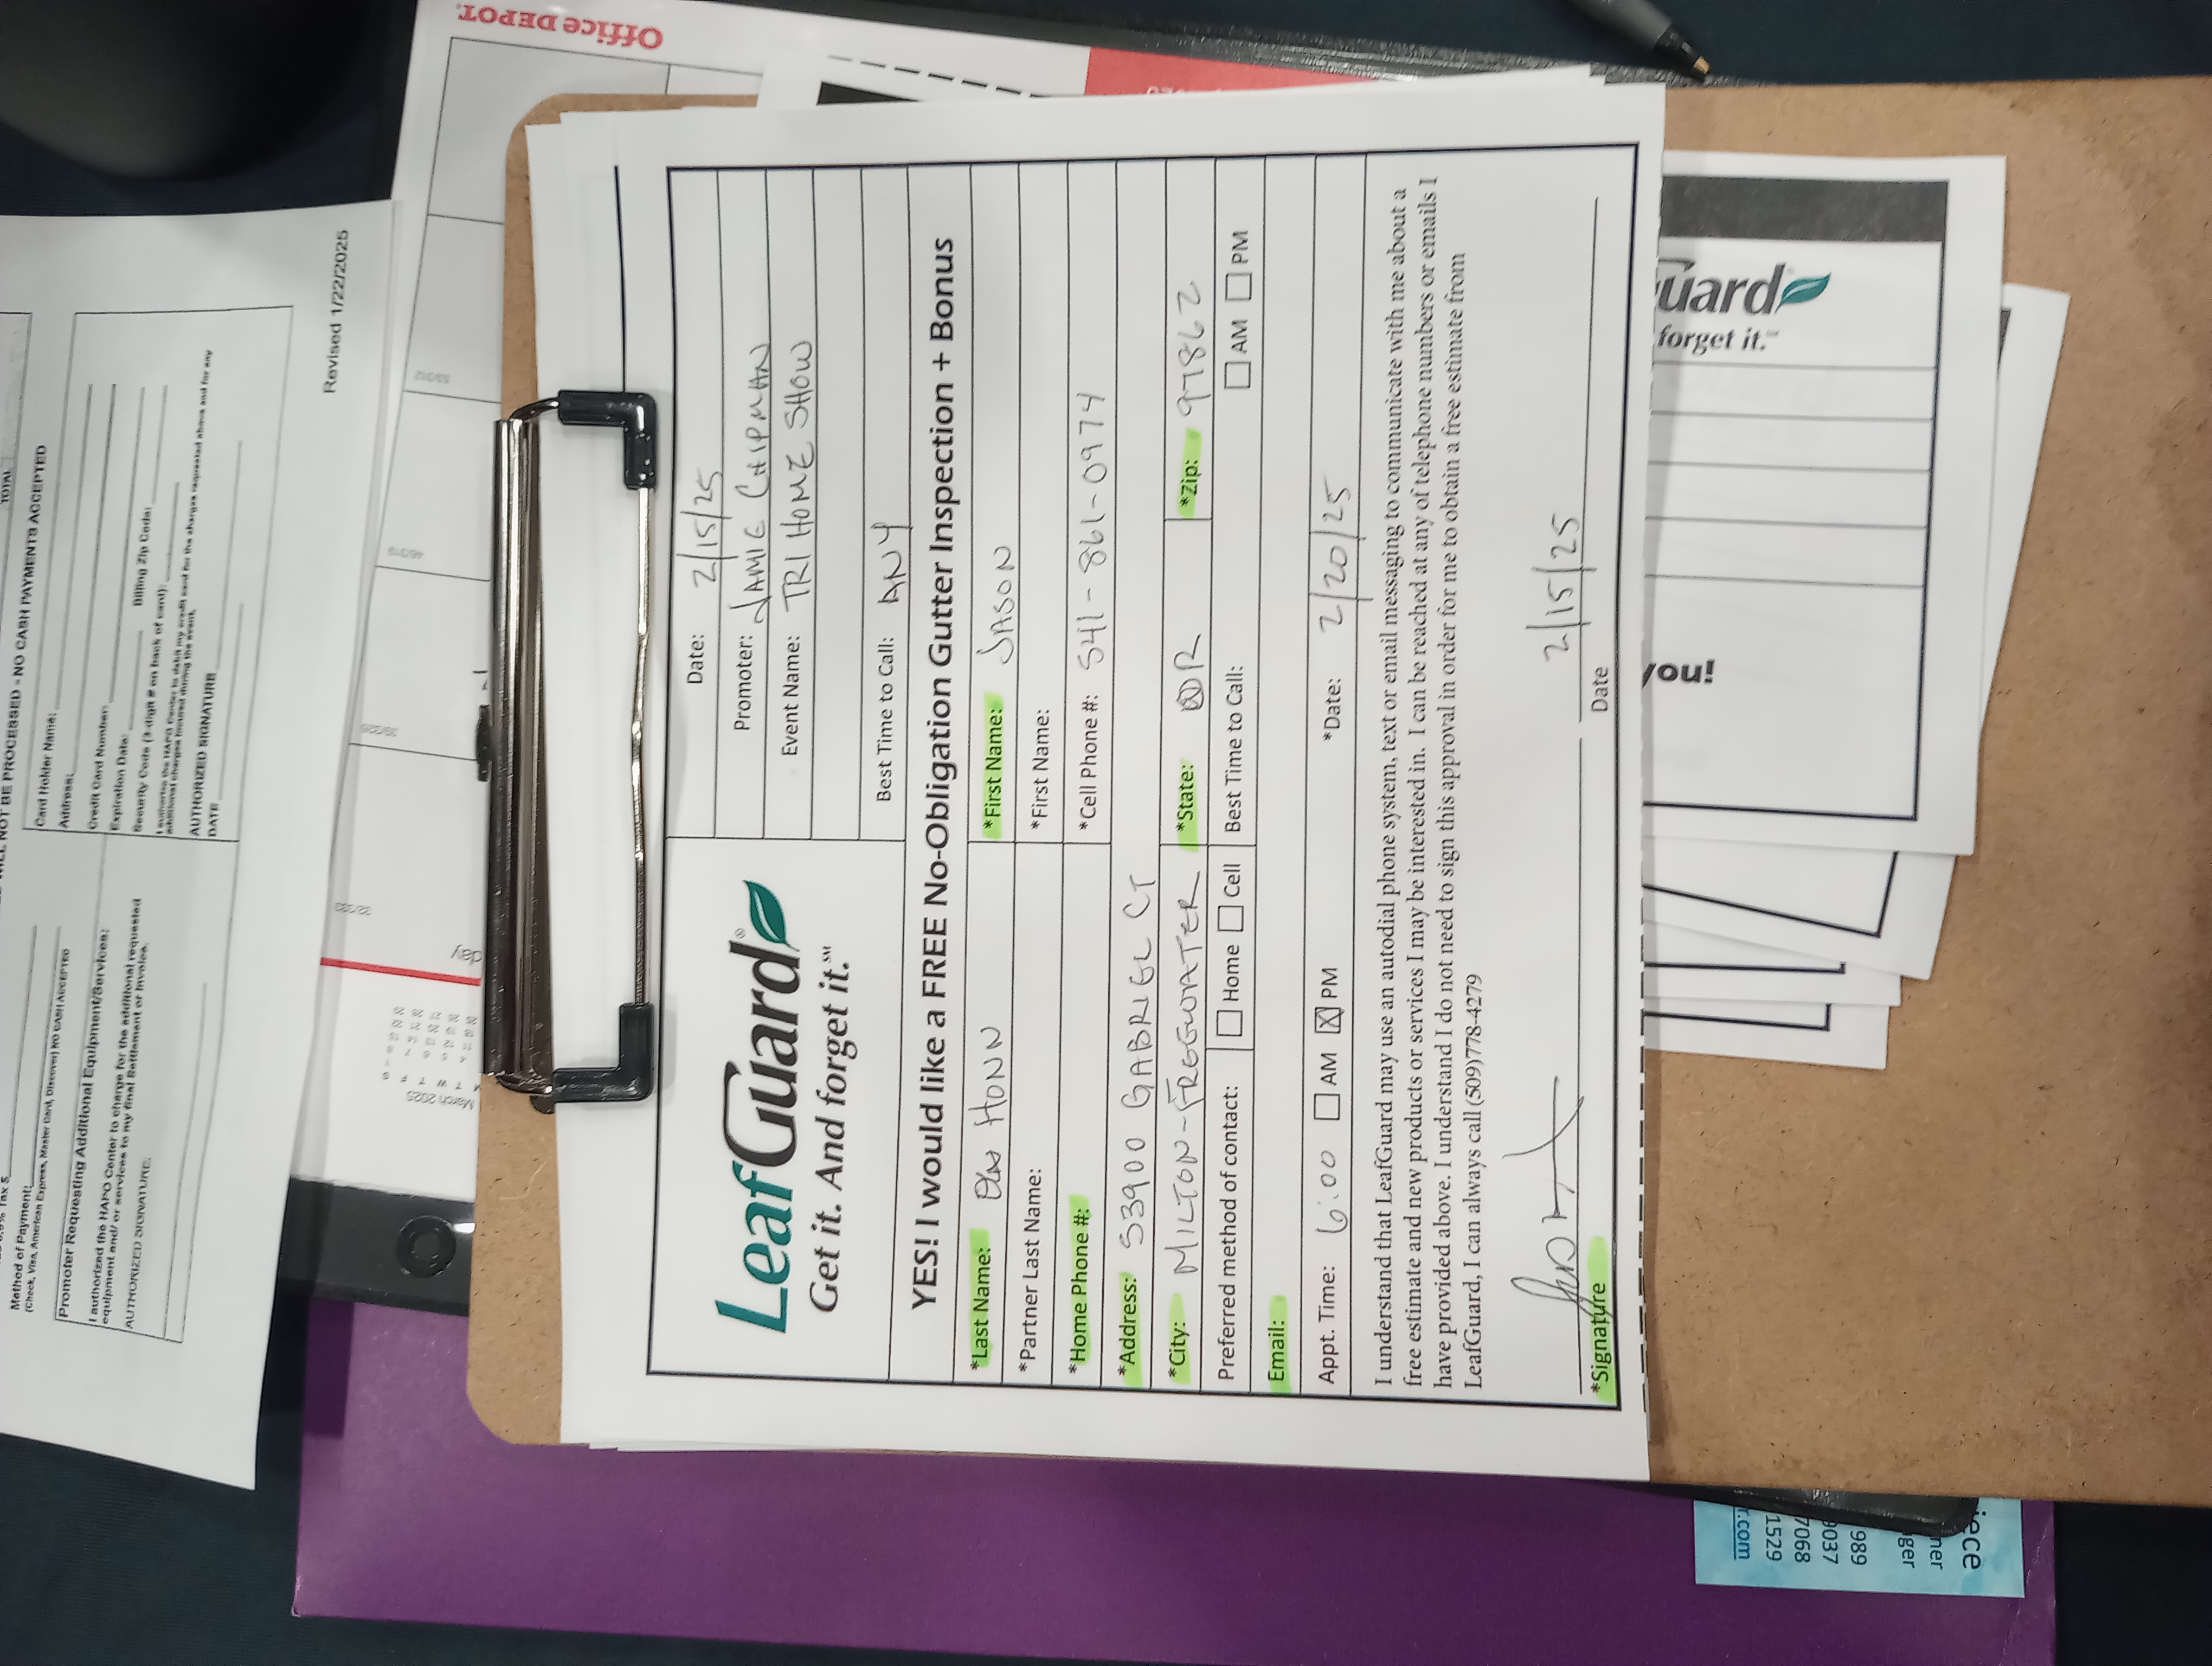 TOTAL
NOT BE PROCESSED - NO CASH PAYMENTS ACCEPTED
Method of Payment:
(Check, Visa, American Express, Master Card, Discover) NO CASH ACCEPTED
Promoter Requesting Additional Equipment/Services:
I authorized the HAPO Center to charge for the additional requested
equipment and/ or services to my final Settlement or Invoice.
AUTHORIZED SIGNATURE:
Card Holder Name:
Address:
Credit Card Number:
Expiration Date: Billing Zip Code:
Security Code (3 digit # on back of card):
I authorize the HAPO Center to debit my credit card for the charges requested above and for any
additional charges incurred during the event.
AUTHORIZED SIGNATURE
DATE
Revised 1/22/2025
March 2025
Office DEPOT
LeafGuard®
Get it. And forget it.℠
Date: 2/15/25
Promoter: JAMIE CHIPMAN
Event Name: TRI HOME SHOW
Best Time to Call: ANY
YES! I would like a FREE No-Obligation Gutter Inspection + Bonus
*Last Name: HONN *First Name: JASON
*Partner Last Name: *First Name:
*Home Phone #: *Cell Phone #: 541-861-0974
*Address: 53900 GABRIEL CT
*City: MILTON-FREEWATER *State: OR *Zip: 97862
Preferred method of contact: Home Cell Best Time to Call: AM PM
Email:
Appt. Time: 6:00 AM X PM *Date: 2/20/25
I understand that LeafGuard may use an autodial phone system, text or email messaging to communicate with me about a
free estimate and new products or services I may be interested in. I can be reached at any of telephone numbers or emails I
have provided above. I understand I do not need to sign this approval in order for me to obtain a free estimate from
LeafGuard, I can always call (509)778-4279
2/15/25
*Signature Date
you!
Guard
forget it.
r.com
1529
7068
9037
989
ger
ner
iece